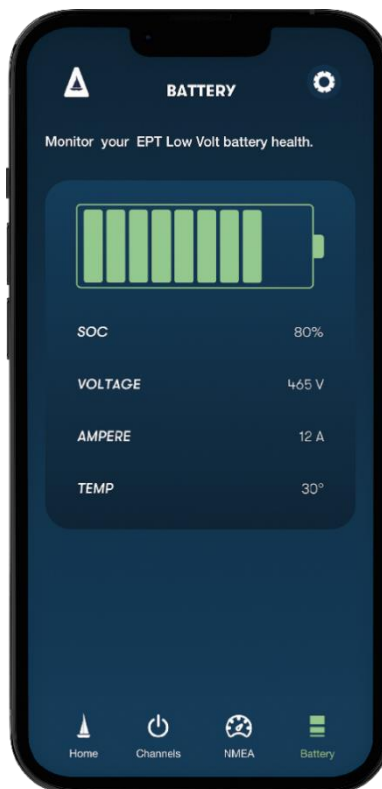 BATTERY
Monitor your EPT Low Volt battery health.
SOC 80%
VOLTAGE 465 V
AMPERE 12 A
TEMP 30°
Home Channels NMEA Battery